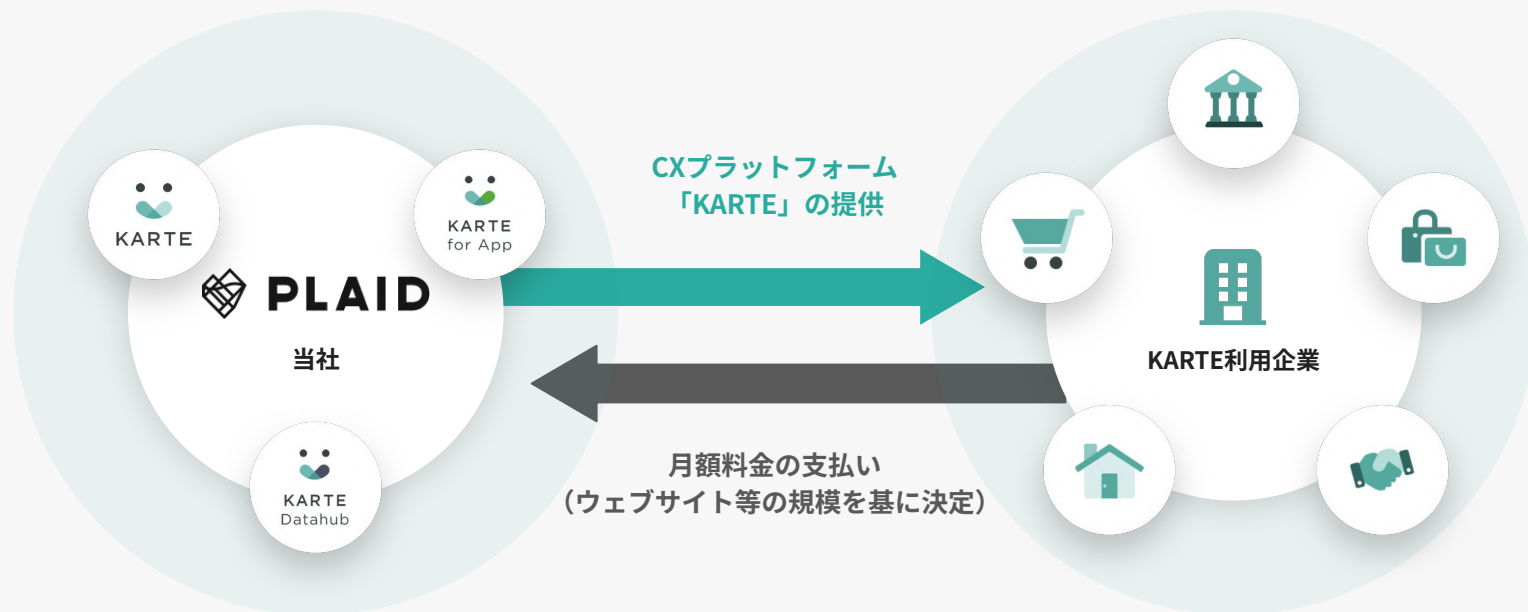 KARTE
KARTE
for App
PLAID
当社
KARTE
Datahub
CXプラットフォーム
「KARTE」の提供
月額料金の支払い
（ウェブサイト等の規模を基に決定）
KARTE利用企業